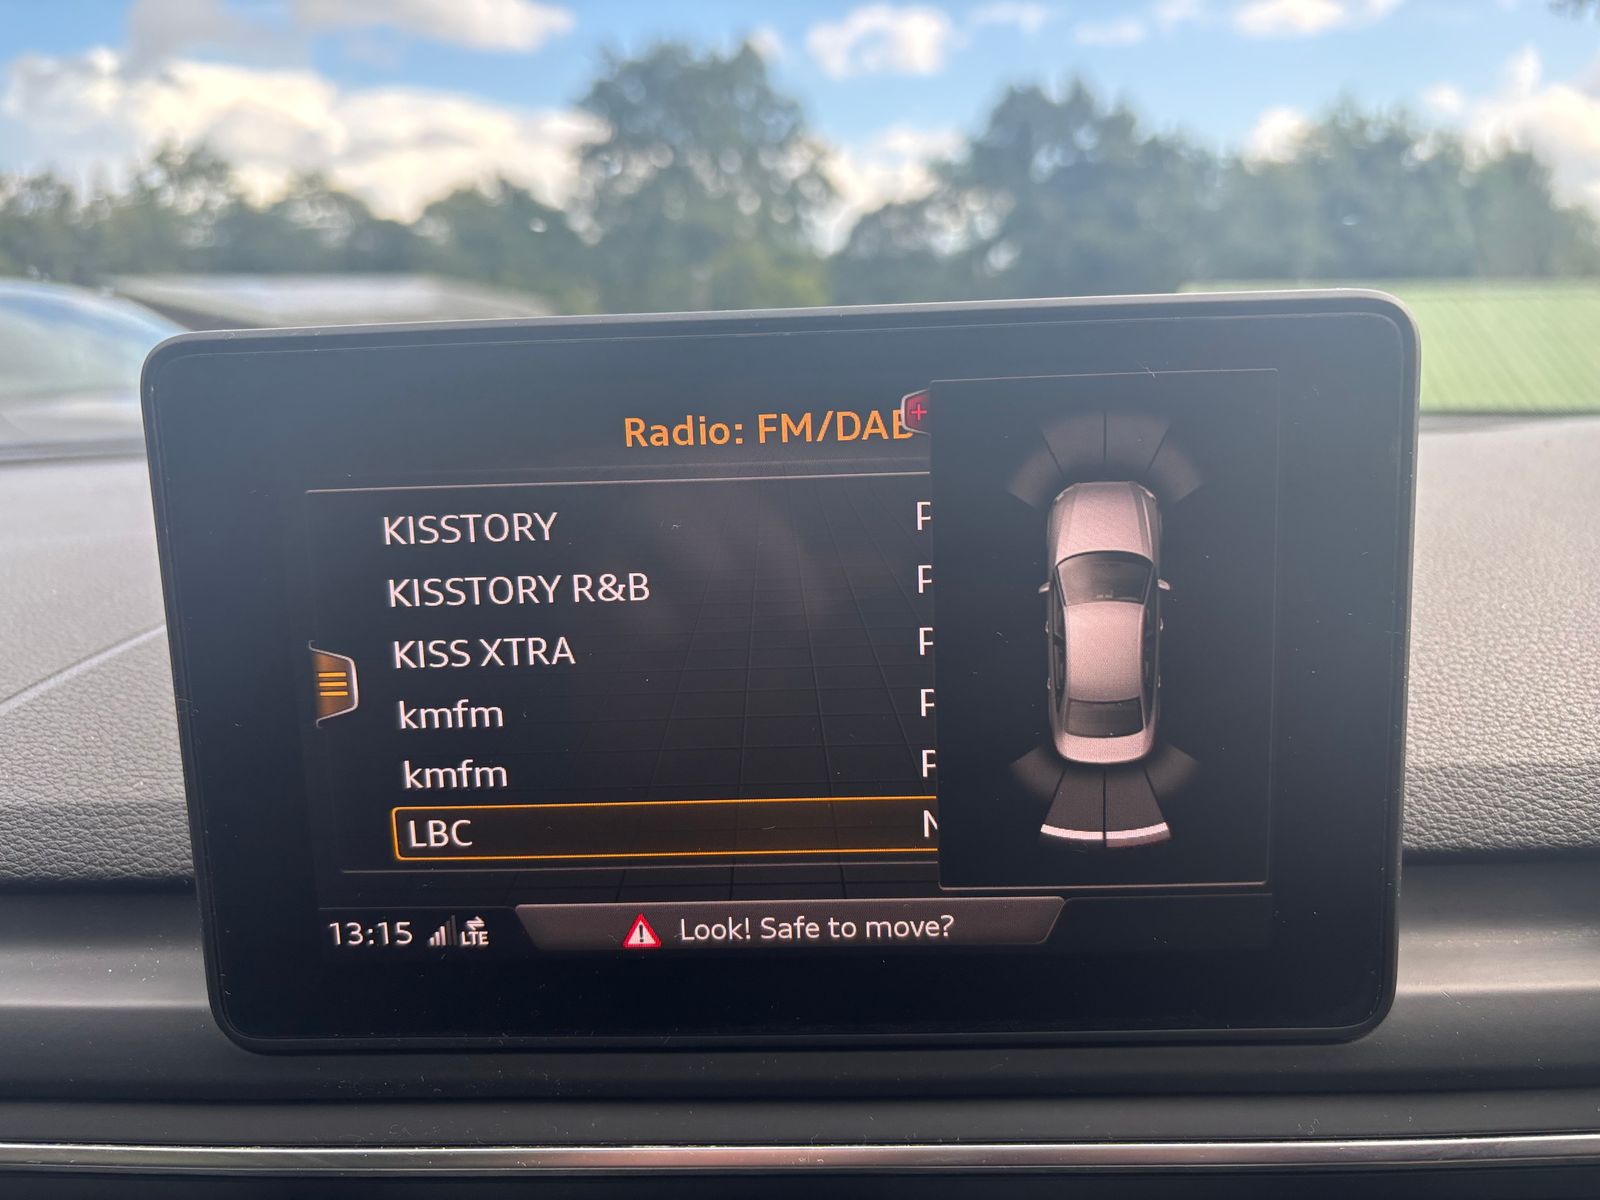 Radio: FM/DAB
KISSTORY P
KISSTORY R&B P
KISS XTRA P
kmfm P
kmfm P
LBC N
13:15 LTE Look! Safe to move?